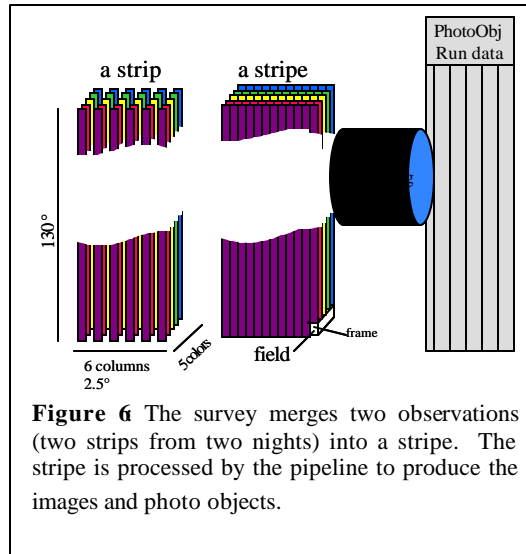 PhotoObj
Run data
a strip
a stripe
130°
5 colors
6 columns
2.5°
frame
field
Figure 6: The survey merges two observations
(two strips from two nights) into a stripe. The
stripe is processed by the pipeline to produce the
images and photo objects.